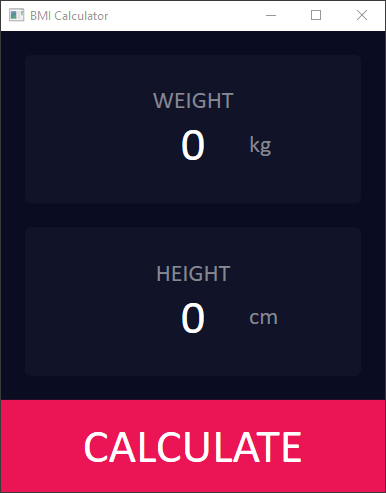 BMI Calculator
WEIGHT
0 kg
HEIGHT
0 cm
CALCULATE